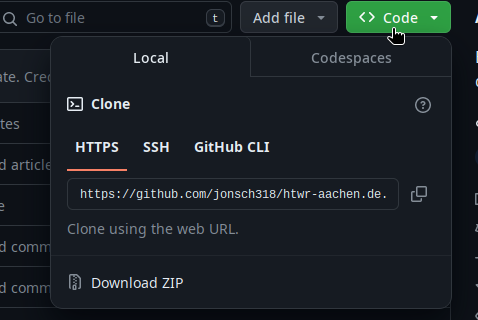 Go to file
t
Add file
Code
Local
Codespaces
ate. Cred
Clone
tes
HTTPS
SSH
GitHub CLI
d article
https://github.com/jonsch318/htwr-aachen.de.
e
Clone using the web URL.
d comm
Download ZIP
d comm